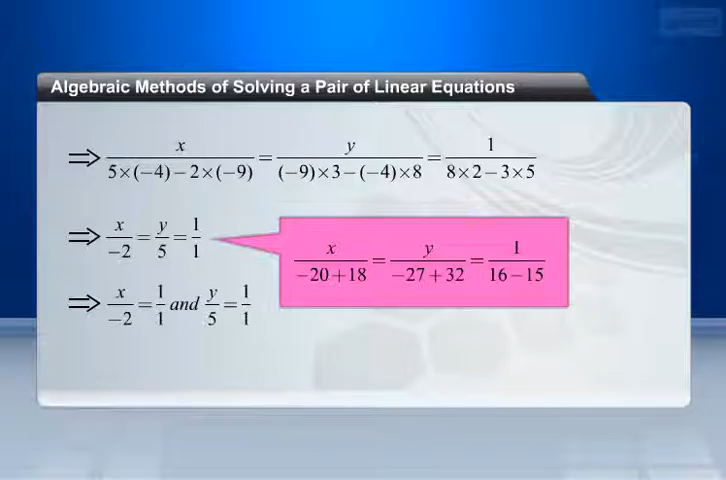 Algebraic Methods of Solving a Pair of Linear Equations
⇒ x/(5×(−4)−2×(−9)) = y/((−9)×3−(−4)×8) = 1/(8×2−3×5)
⇒ x/−2 = y/5 = 1/1
x/(−20+18) = y/(−27+32) = 1/(16−15)
⇒ x/−2 = 1/1 and y/5 = 1/1